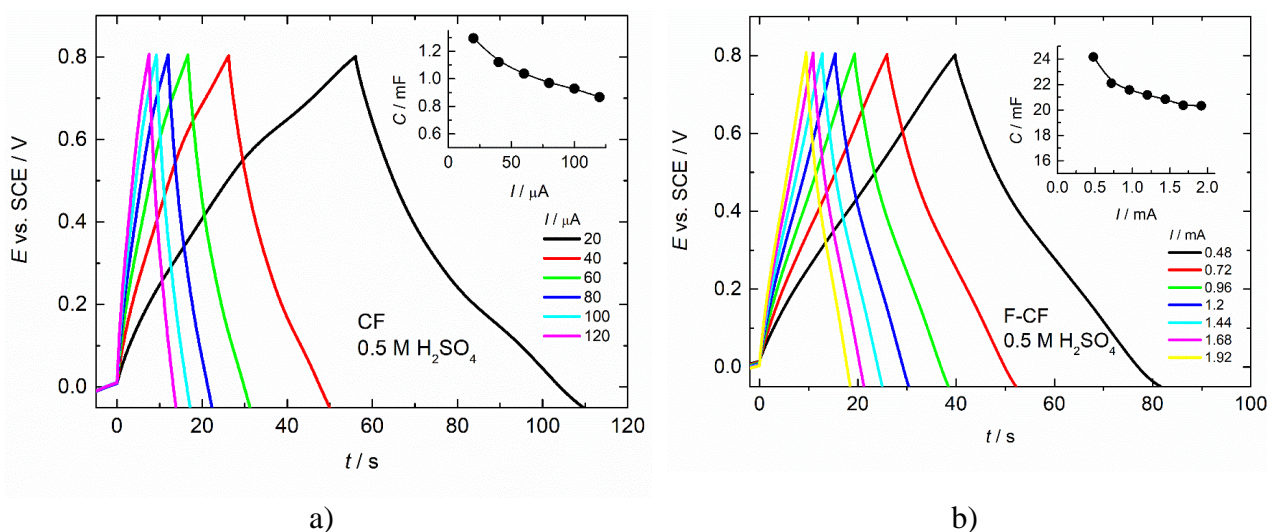 0.8
0.6
0.4
0.2
0.0
E vs. SCE / V
0 20 40 60 80 100 120
t / s
1.2
1.0
0.8
0.6
C / mF
0 50 100
I / μA
I / μA
20
40
60
80
100
120
CF
0.5 M H₂SO₄
a)
0.8
0.6
0.4
0.2
0.0
E vs. SCE / V
0 20 40 60 80 100
t / s
24
22
20
18
16
C / mF
0.0 0.5 1.0 1.5 2.0
I / mA
I / mA
0.48
0.72
0.96
1.2
1.44
1.68
1.92
F-CF
0.5 M H₂SO₄
b)